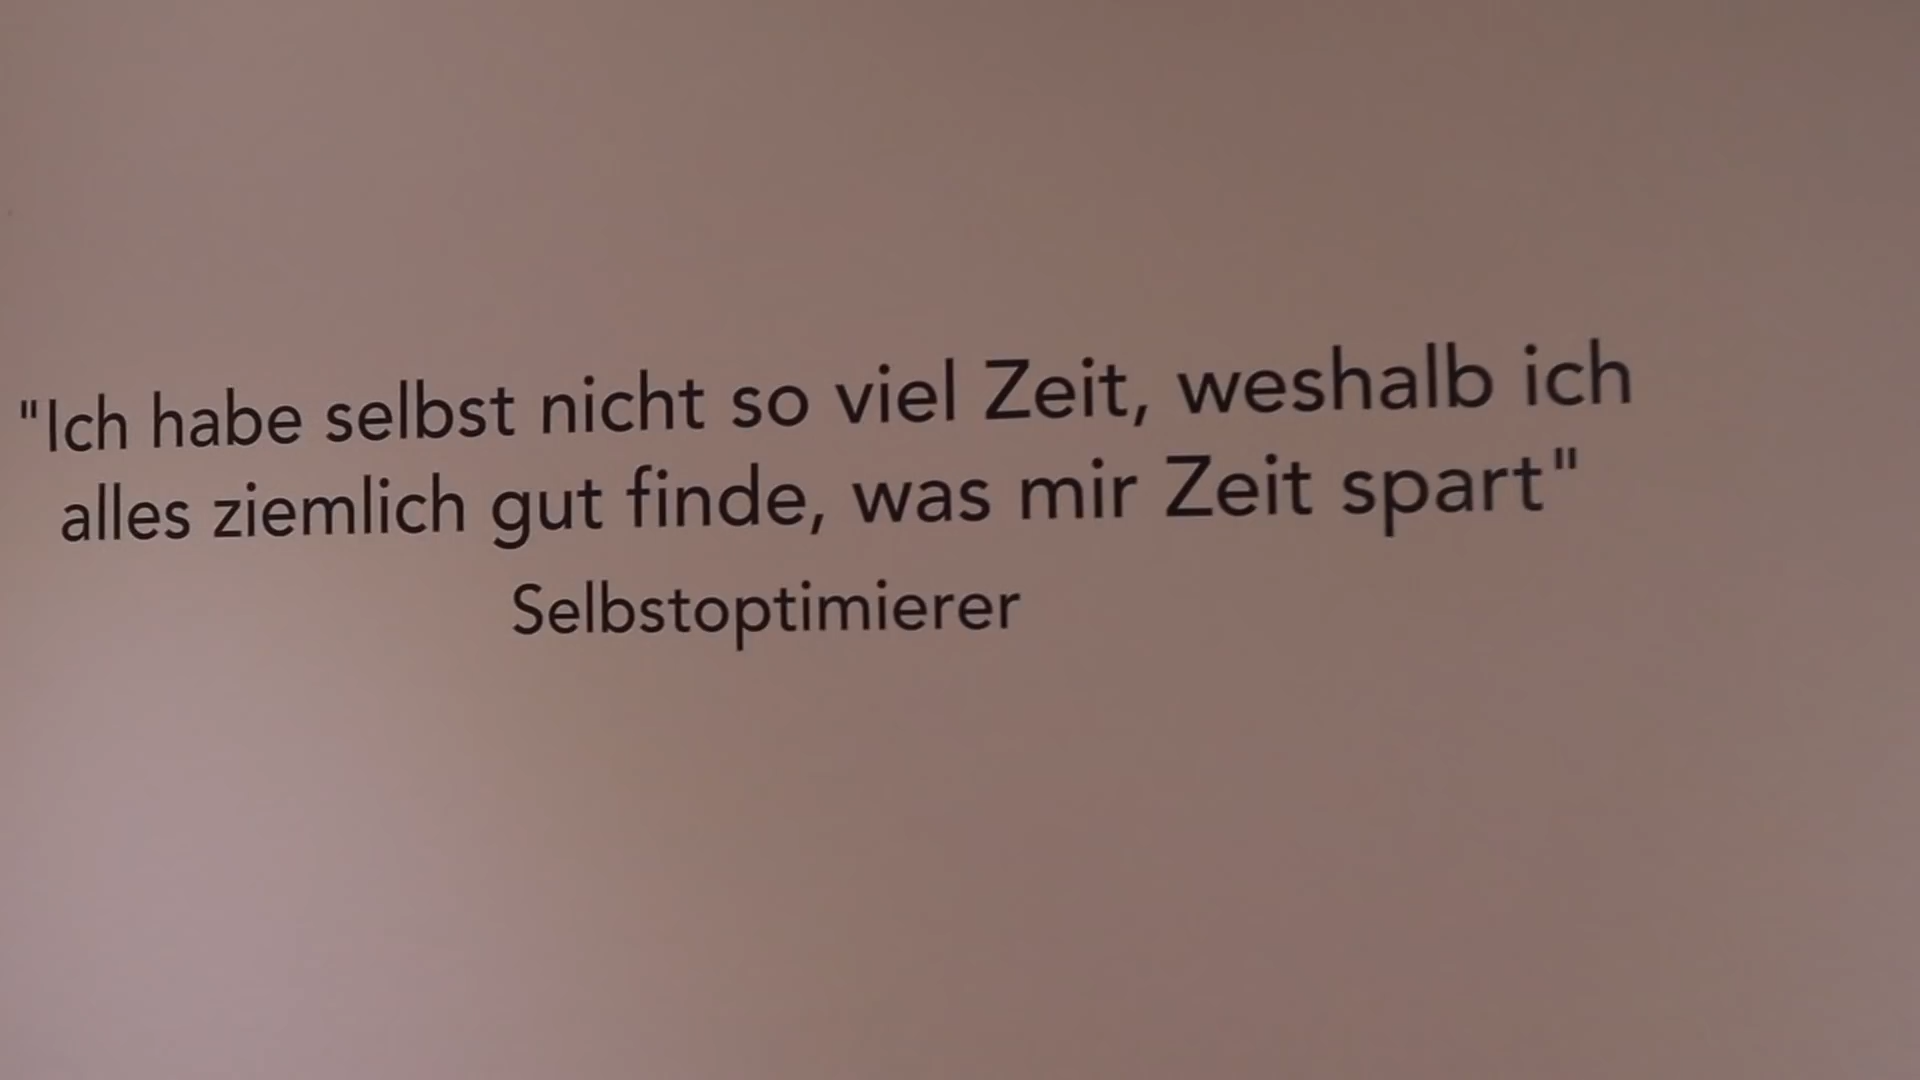 "Ich habe selbst nicht so viel Zeit, weshalb ich
alles ziemlich gut finde, was mir Zeit spart"
Selbstoptimierer